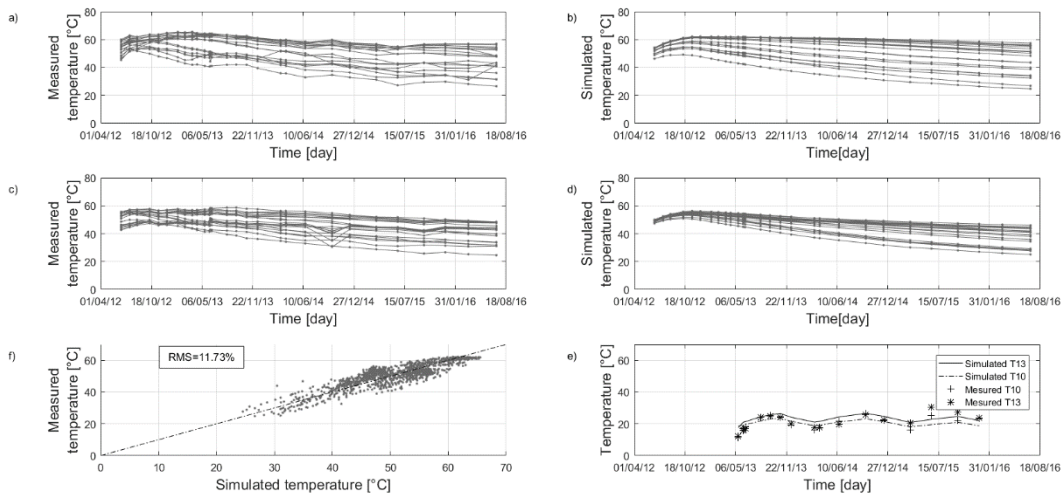 a)
Measured
temperature [°C]
80
60
40
20
0
01/04/12 18/10/12 06/05/13 22/11/13 10/06/14 27/12/14 15/07/15 31/01/16 18/08/16
Time [day]
b)
Simulated
temperature [°C]
80
60
40
20
0
01/04/12 18/10/12 06/05/13 22/11/13 10/06/14 27/12/14 15/07/15 31/01/16 18/08/16
Time[day]
c)
Measured
temperature [°C]
80
60
40
20
0
01/04/12 18/10/12 06/05/13 22/11/13 10/06/14 27/12/14 15/07/15 31/01/16 18/08/16
Time [day]
d)
Simulated
temperature [°C]
80
60
40
20
0
01/04/12 18/10/12 06/05/13 22/11/13 10/06/14 27/12/14 15/07/15 31/01/16 18/08/16
Time[day]
f)
Measured
temperature [°C]
60
40
20
0
RMS=11.73%
0 10 20 30 40 50 60 70
Simulated temperature [°C]
e)
Temperature [°C]
60
40
20
0
Simulated T13
Simulated T10
Mesured T10
Mesured T13
01/04/12 18/10/12 06/05/13 22/11/13 10/06/14 27/12/14 15/07/15 31/01/16 18/08/16
Time [day]